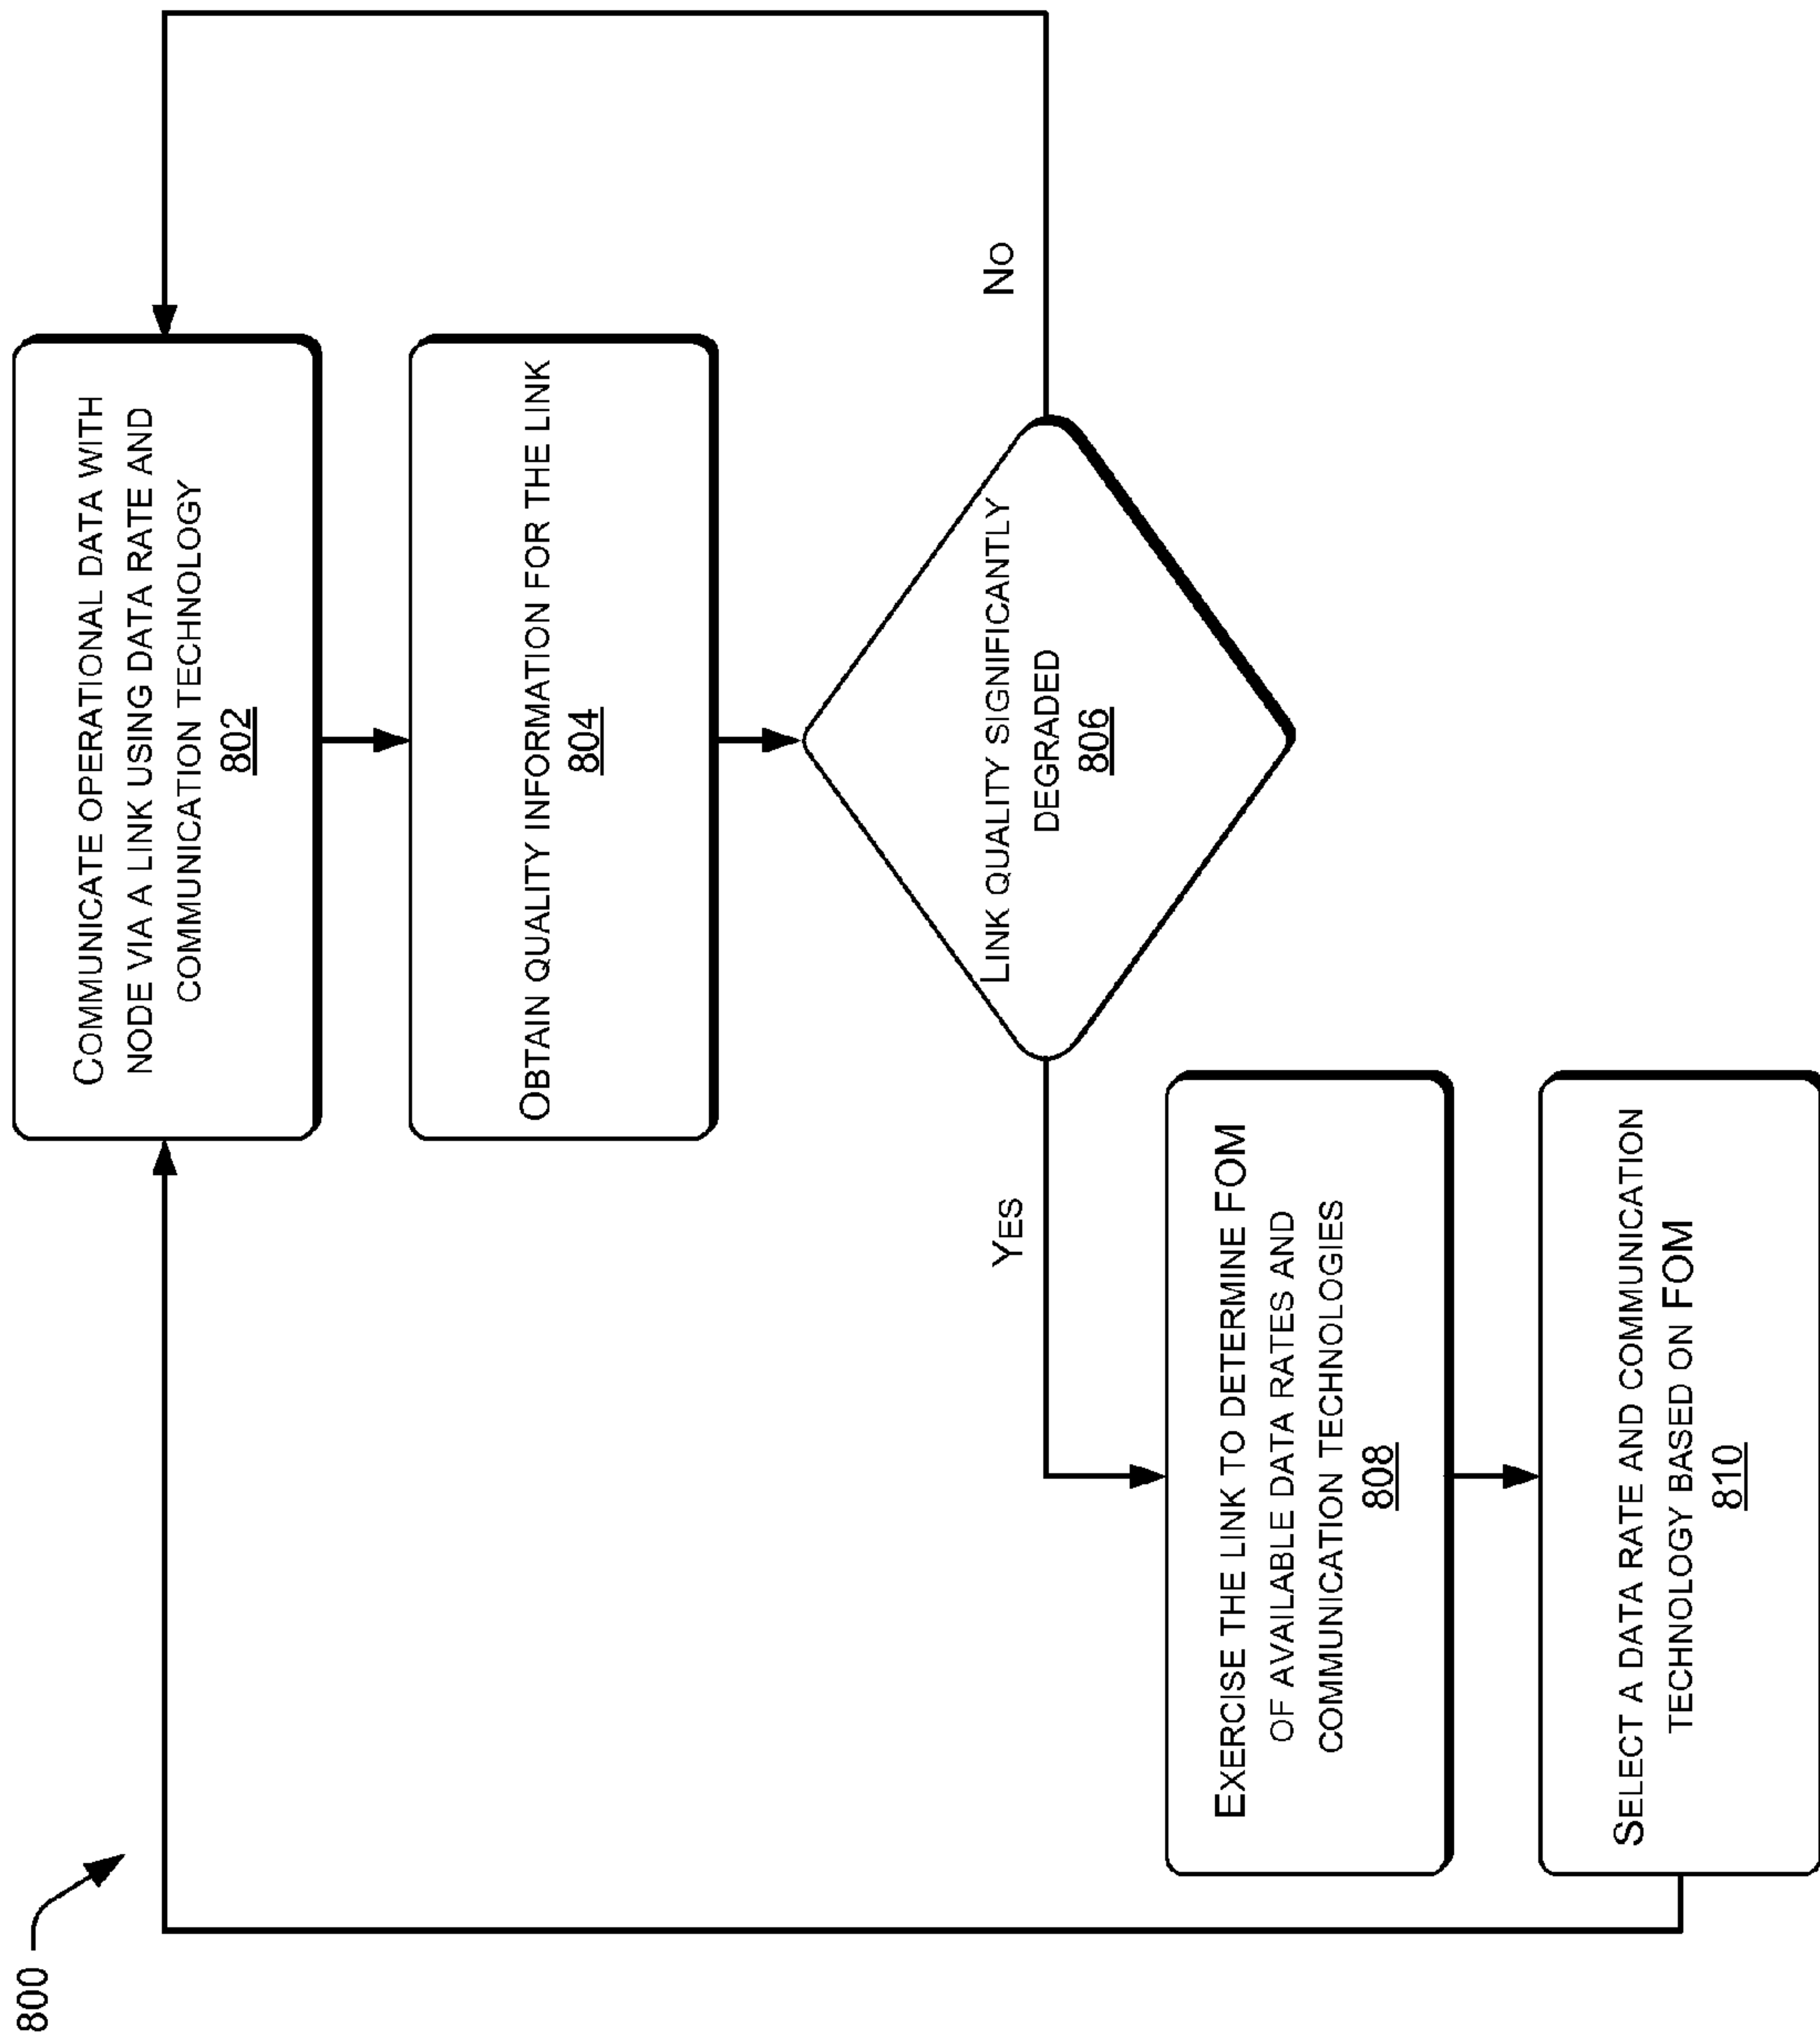 800
COMMUNICATE OPERATIONAL DATA WITH
NODE VIA A LINK USING DATA RATE AND
COMMUNICATION TECHNOLOGY
802
OBTAIN QUALITY INFORMATION FOR THE LINK
804
LINK QUALITY SIGNIFICANTLY
DEGRADED
806
YES
NO
EXERCISE THE LINK TO DETERMINE FOM
OF AVAILABLE DATA RATES AND
COMMUNICATION TECHNOLOGIES
808
SELECT A DATA RATE AND COMMUNICATION
TECHNOLOGY BASED ON FOM
810